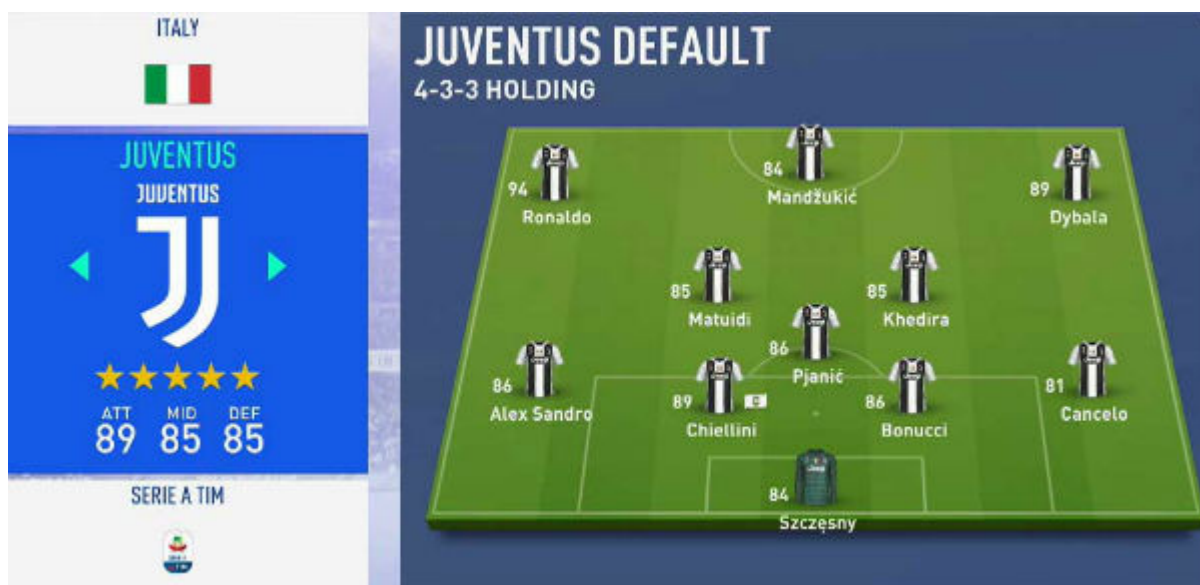 ITALY
JUVENTUS
JUVENTUS
ATT MID DEF
89 85 85
SERIE A TIM
JUVENTUS DEFAULT
4-3-3 HOLDING
94
Ronaldo
84
Mandžukić
89
Dybala
85
Matuidi
85
Khedira
86
Pjanić
86
Alex Sandro
89
C
Chiellini
86
Bonucci
81
Cancelo
84
Szczęsny